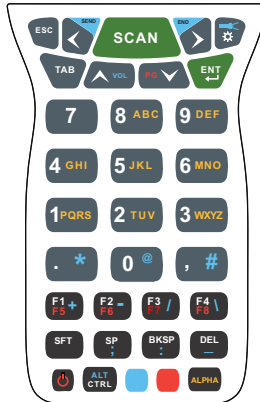 ESC SEND SCAN END
TAB VOL PG ENT
7 8 ABC 9 DEF
4 GHI 5 JKL 6 MNO
1 PQRS 2 TUV 3 WXYZ
. * 0 @ , #
F1 + F2 - F3 / F4 \
F5 F6 F7 F8
SFT SP ; BKSP : DEL _
ALT
CTRL ALPHA